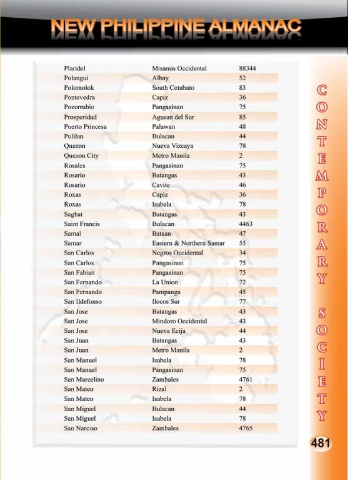 NEW PHILIPPINE ALMANAC
Plaridel Misamis Occidental 88344
Polangui Albay 52
Polomolok South Cotabato 83
Pontevedra Capiz 36
Pozorrubio Pangasinan 75
Prosperidad Agusan del Sur 85
Puerto Princesa Palawan 48
Pulilan Bulacan 44
Quezon Nueva Vizcaya 78
Quezon City Metro Manila 2
Rosales Pangasinan 75
Rosario Batangas 43
Rosario Cavite 46
Roxas Capiz 36
Roxas Isabela 78
Sagbat Batangas 43
Saint Francis Bulacan 4463
Samal Bataan 47
Samar Eastern & Northern Samar 55
San Carlos Negros Occidental 34
San Carlos Pangasinan 75
San Fabian Pangasinan 75
San Fernando La Union 72
San Fernando Pampanga 45
San Ildefonso Ilocos Sur 77
San Jose Batangas 43
San Jose Mindoro Occidental 43
San Jose Nueva Ecija 44
San Juan Batangas 43
San Juan Metro Manila 2
San Manuel Isabela 78
San Manuel Pangasinan 75
San Marcelino Zambales 4761
San Mateo Rizal 2
San Mateo Isabela 78
San Miguel Bulacan 44
San Miguel Isabela 78
San Narciso Zambales 4765
CONTEMPORARY SOCIETY
481